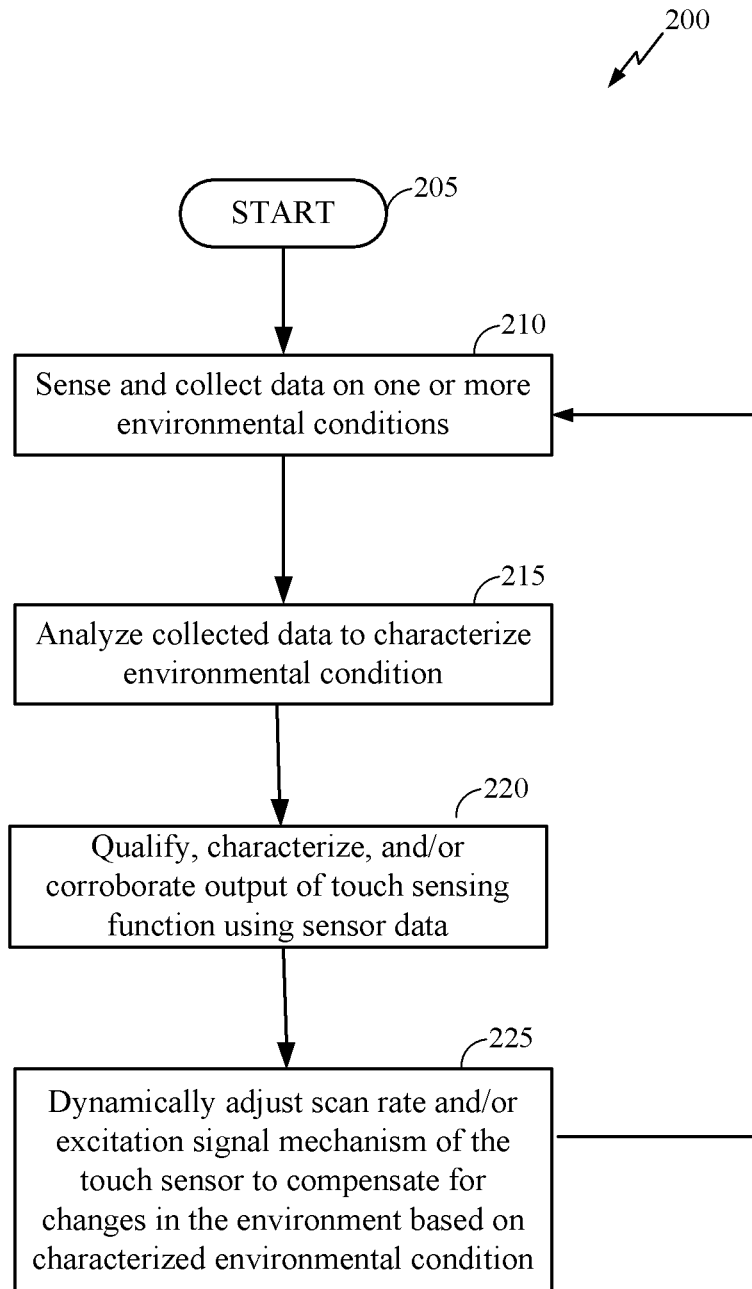 200
START
205
210
Sense and collect data on one or more
environmental conditions
215
Analyze collected data to characterize
environmental condition
220
Qualify, characterize, and/or
corroborate output of touch sensing
function using sensor data
225
Dynamically adjust scan rate and/or
excitation signal mechanism of the
touch sensor to compensate for
changes in the environment based on
characterized environmental condition